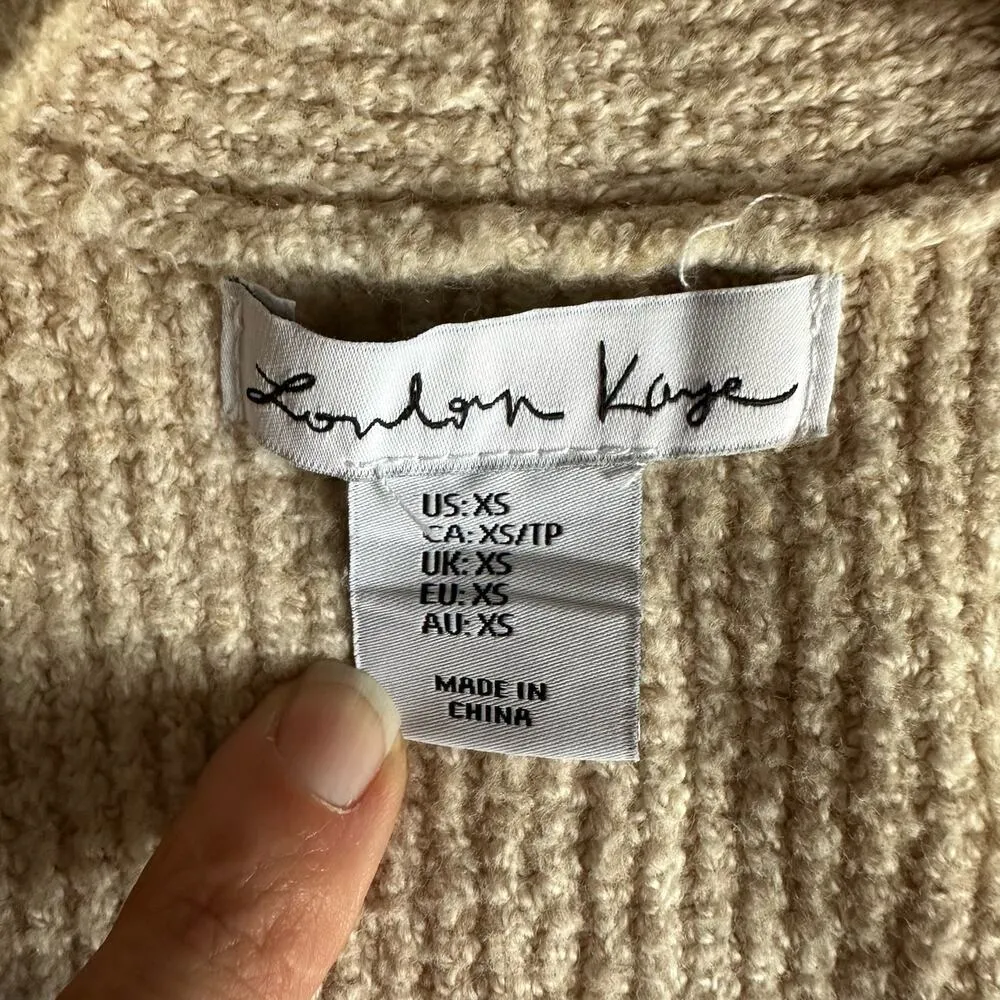 London Kaye
US: XS
CA: XS/TP
UK: XS
EU: XS
AU: XS
MADE IN
CHINA